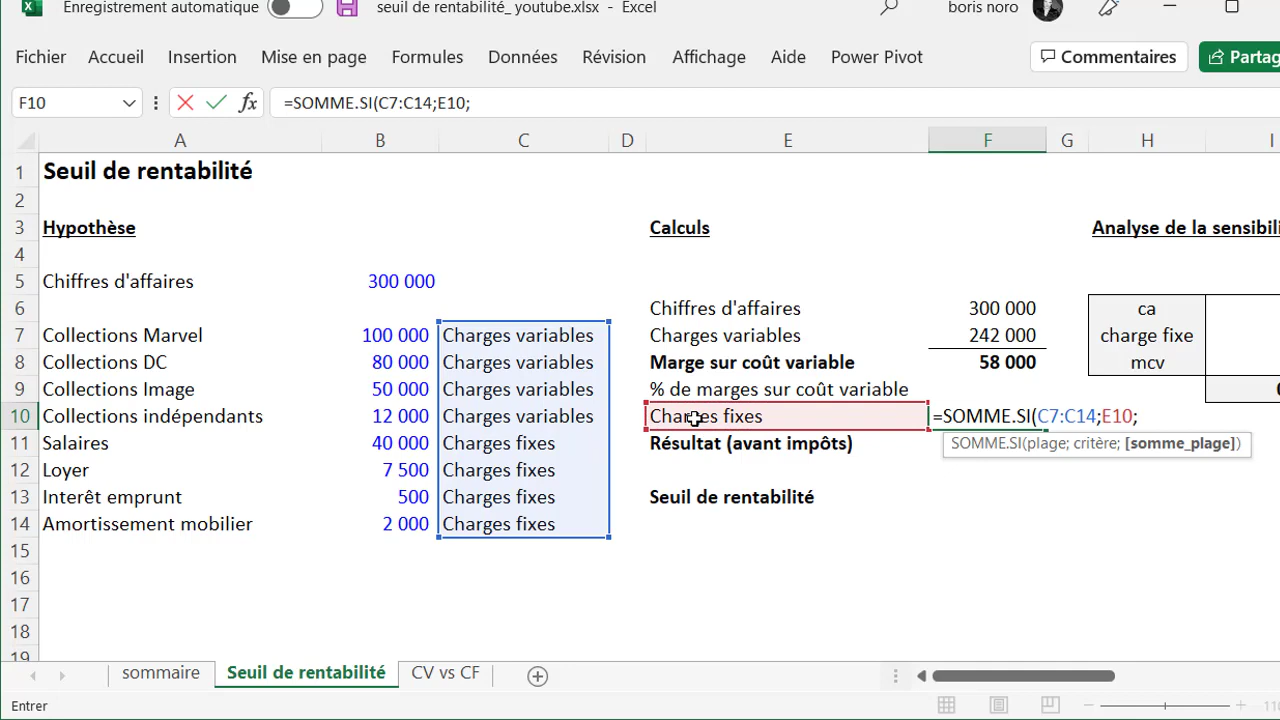 Enregistrement automatique seuil de rentabilité_ youtube.xlsx - Excel boris noro
Fichier Accueil Insertion Mise en page Formules Données Révision Affichage Aide Power Pivot Commentaires Partag
F10 fx =SOMME.SI(C7:C14;E10;
A B C D E F G H I
1 Seuil de rentabilité
2
3 Hypothèse Calculs Analyse de la sensibili
4
5 Chiffres d'affaires 300 000
6 Chiffres d'affaires 300 000 ca
7 Collections Marvel 100 000 Charges variables Charges variables 242 000 charge fixe
8 Collections DC 80 000 Charges variables Marge sur coût variable 58 000 mcv
9 Collections Image 50 000 Charges variables % de marges sur coût variable 0
10 Collections indépendants 12 000 Charges variables Charges fixes =SOMME.SI(C7:C14;E10;
11 Salaires 40 000 Charges fixes Résultat (avant impôts) SOMME.SI(plage; critère; [somme_plage])
12 Loyer 7 500 Charges fixes
13 Interêt emprunt 500 Charges fixes Seuil de rentabilité
14 Amortissement mobilier 2 000 Charges fixes
15
16
17
18
19
sommaire Seuil de rentabilité CV vs CF
Entrer